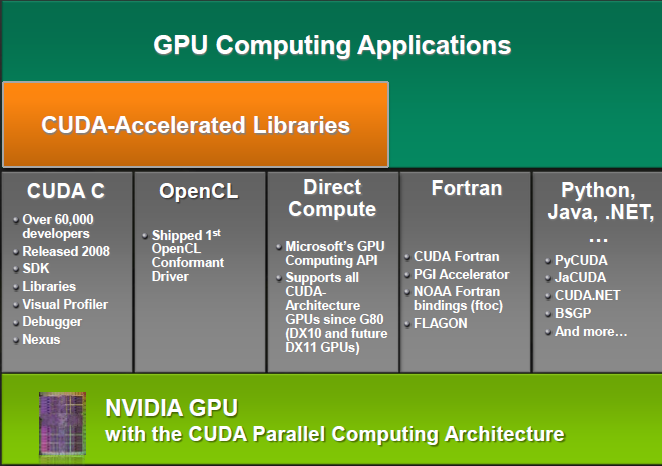 GPU Computing Applications
CUDA-Accelerated Libraries
CUDA C
• Over 60,000
developers
• Released 2008
• SDK
• Libraries
• Visual Profiler
• Debugger
• Nexus
OpenCL
• Shipped 1st
OpenCL
Conformant
Driver
Direct
Compute
• Microsoft's GPU
Computing API
• Supports all
CUDA-
Architecture
GPUs since G80
(DX10 and future
DX11 GPUs)
Fortran
• CUDA Fortran
• PGI Accelerator
• NOAA Fortran
bindings (ftoc)
• FLAGON
Python,
Java, .NET,
…
• PyCUDA
• JaCUDA
• CUDA.NET
• BSGP
• And more…
NVIDIA GPU
with the CUDA Parallel Computing Architecture